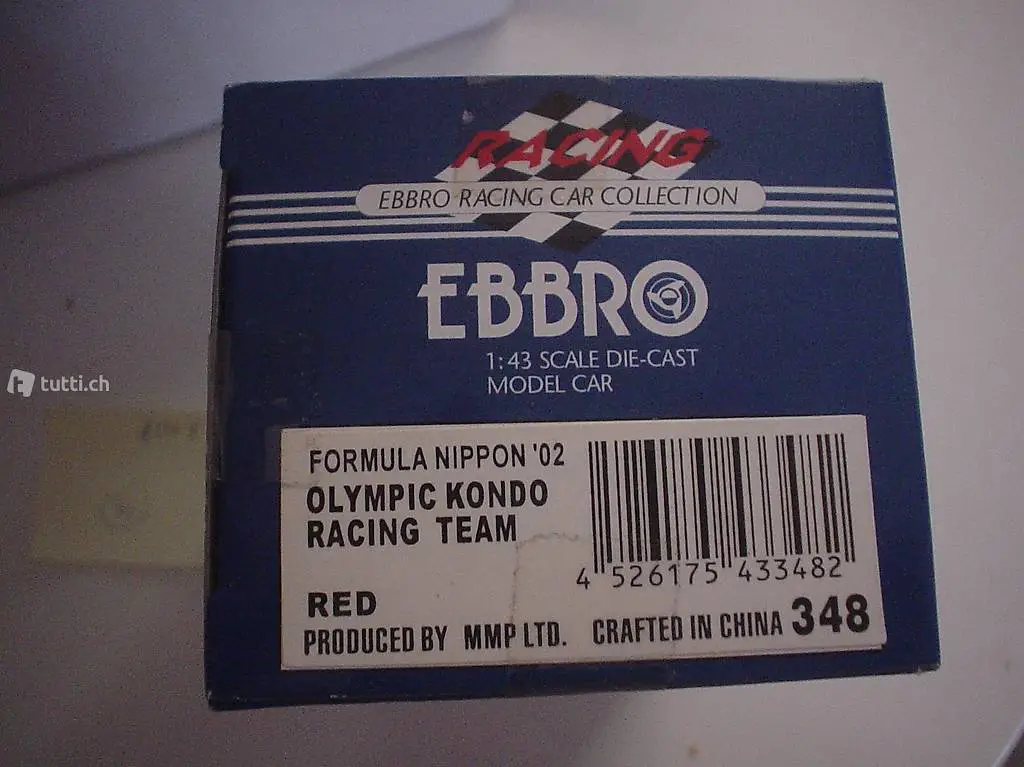 RACING
EBBRO RACING CAR COLLECTION
EBBRO
1:43 SCALE DIE-CAST
MODEL CAR
tutti.ch
FORMULA NIPPON '02
OLYMPIC KONDO
RACING TEAM
4 526175 433482
RED
PRODUCED BY MMP LTD. CRAFTED IN CHINA 348